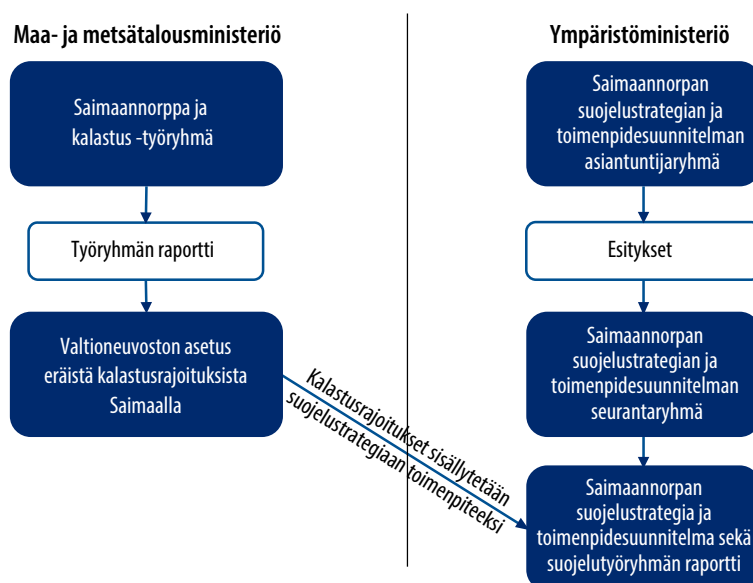 Maa- ja metsätalousministeriö
Saimaannorppa ja
kalastus -työryhmä
Työryhmän raportti
Valtioneuvoston asetus
eräistä kalastusrajoituksista
Saimaalla
Kalastusrajoitukset sisällytetään
suojelustrategiaan toimenpiteeksi
Ympäristöministeriö
Saimaannorpan
suojelustrategian ja
toimenpidesuunnitelman
asiantuntijaryhmä
Esitykset
Saimaannorpan
suojelustrategian ja
toimenpidesuunnitelman
seurantaryhmä
Saimaannorpan
suojelustrategia ja
toimenpidesuunnitelma sekä
suojelutyöryhmän raportti